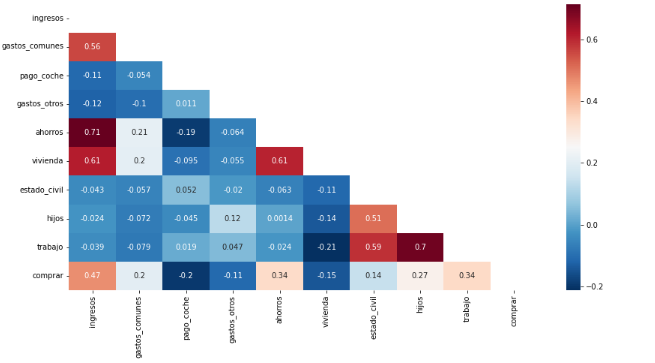 ingresos
gastos_comunes 0.56
pago_coche -0.11 -0.054
gastos_otros -0.12 -0.1 0.011
ahorros 0.71 0.21 -0.19 -0.064
vivienda 0.61 0.2 -0.095 -0.055 0.61
estado_civil -0.043 -0.057 0.052 -0.02 -0.063 -0.11
hijos -0.024 -0.072 -0.045 0.12 0.0014 -0.14 0.51
trabajo -0.039 -0.079 0.019 0.047 -0.024 -0.21 0.59 0.7
comprar 0.47 0.2 -0.2 -0.11 0.34 -0.15 0.14 0.27 0.34
ingresos gastos_comunes pago_coche gastos_otros ahorros vivienda estado_civil hijos trabajo comprar
0.6
0.4
0.2
0.0
-0.2